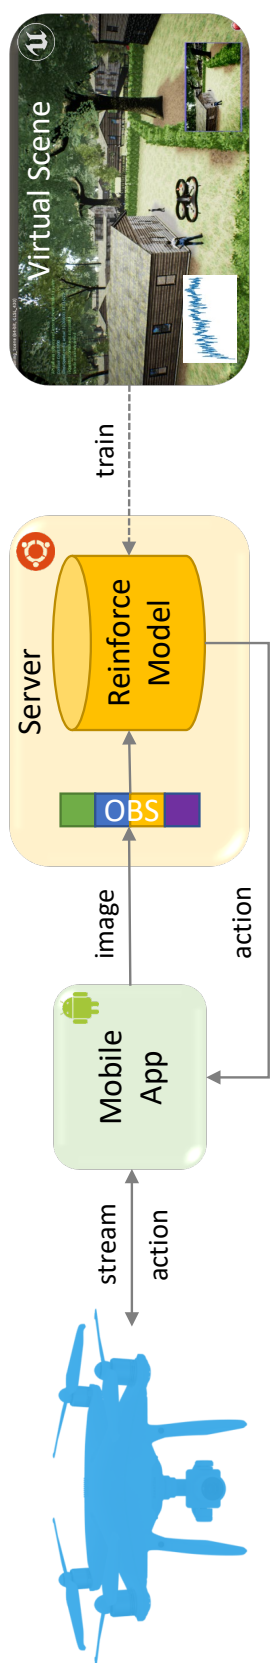 stream
action
Mobile
App
image
action
Server
OBS
Reinforce
Model
train
Virtual Scene